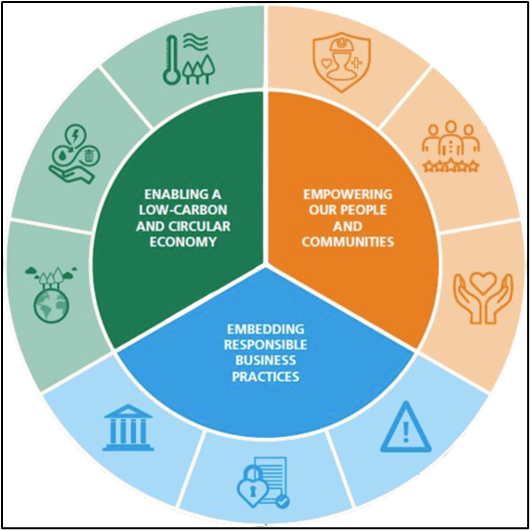 ENABLING A
LOW-CARBON
AND CIRCULAR
ECONOMY
EMPOWERING
OUR PEOPLE
AND
COMMUNITIES
EMBEDDING
RESPONSIBLE
BUSINESS
PRACTICES